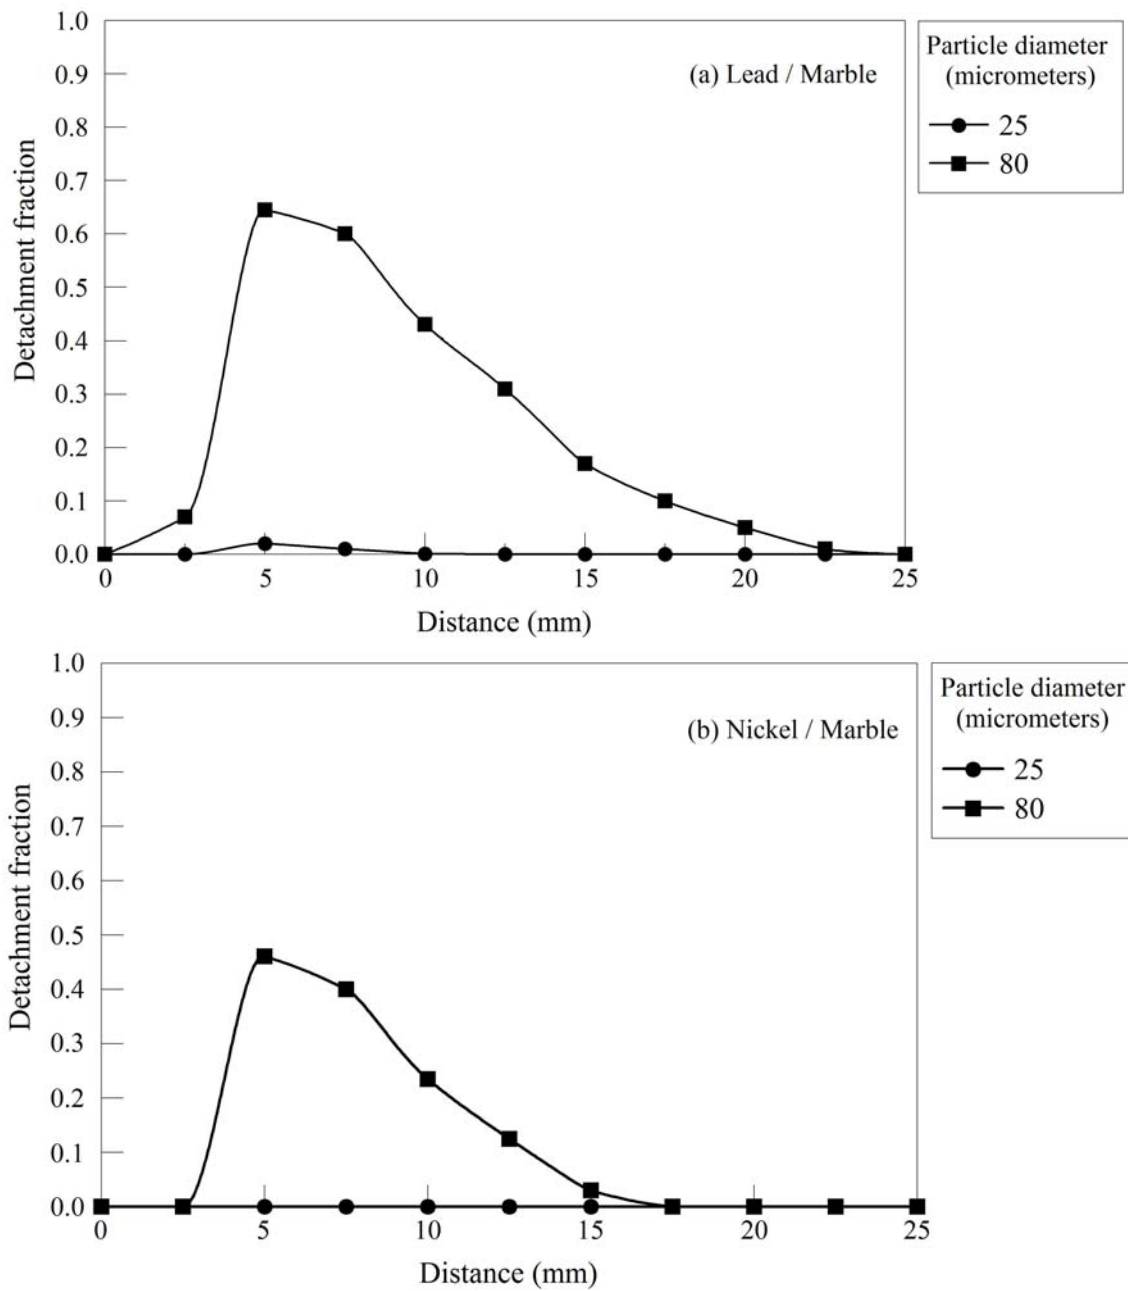 1.0
0.9
0.8
0.7
0.6
0.5
0.4
0.3
0.2
0.1
0.0
Detachment fraction
(a) Lead / Marble
Particle diameter
(micrometers)
25
80
0 5 10 15 20 25
Distance (mm)
1.0
0.9
0.8
0.7
0.6
0.5
0.4
0.3
0.2
0.1
0.0
Detachment fraction
(b) Nickel / Marble
Particle diameter
(micrometers)
25
80
0 5 10 15 20 25
Distance (mm)